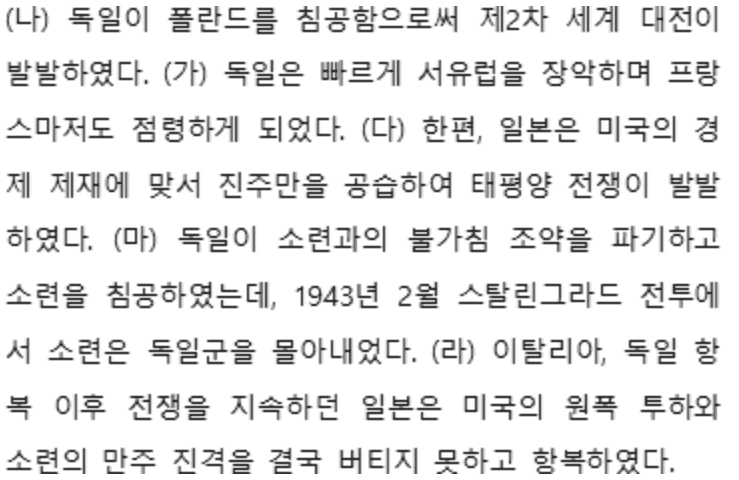 (나) 독일이 폴란드를 침공함으로써 제2차 세계 대전이
발발하였다. (가) 독일은 빠르게 서유럽을 장악하며 프랑
스마저도 점령하게 되었다. (다) 한편, 일본은 미국의 경
제 제재에 맞서 진주만을 공습하여 태평양 전쟁이 발발
하였다. (마) 독일이 소련과의 불가침 조약을 파기하고
소련을 침공하였는데, 1943년 2월 스탈린그라드 전투에
서 소련은 독일군을 몰아내었다. (라) 이탈리아, 독일 항
복 이후 전쟁을 지속하던 일본은 미국의 원폭 투하와
소련의 만주 진격을 결국 버티지 못하고 항복하였다.